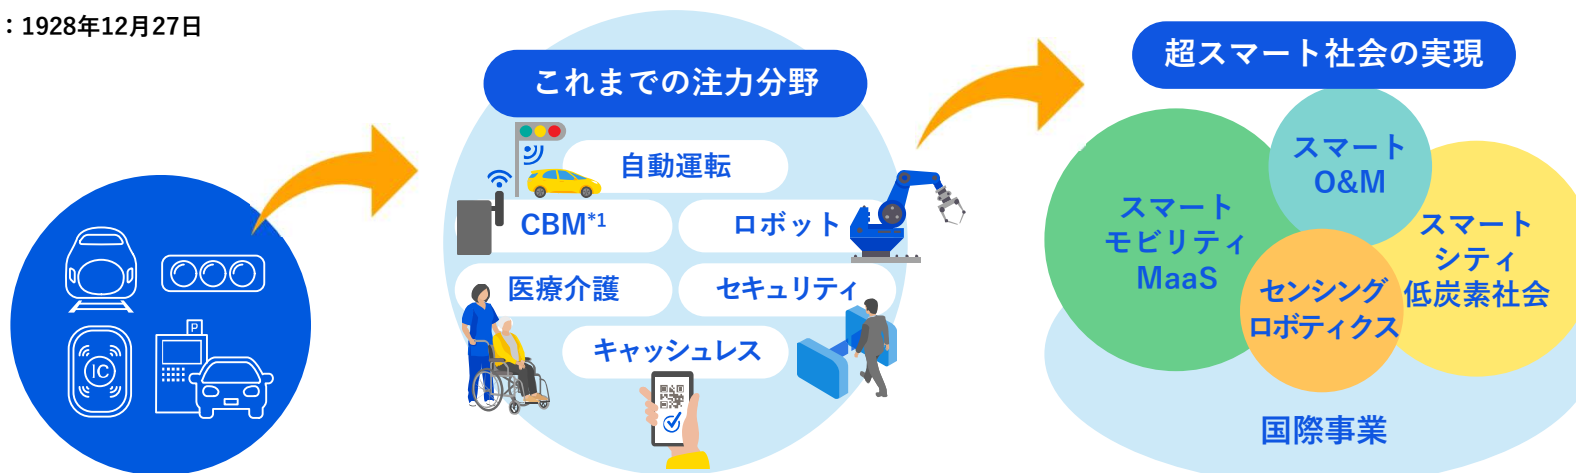 ：1928年12月27日
これまでの注力分野
自動運転
CBM*1
ロボット
医療介護
セキュリティ
キャッシュレス
IC
P
超スマート社会の実現
スマート
O&M
スマート
モビリティ
MaaS
スマート
シティ
低炭素社会
センシング
ロボティクス
国際事業